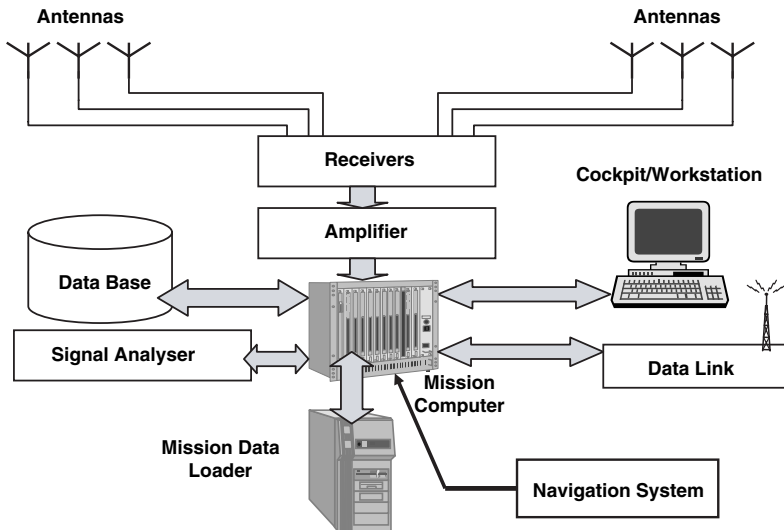 Antennas
Antennas
Receivers
Cockpit/Workstation
Amplifier
Data Base
Signal Analyser
Mission
Computer
Data Link
Mission Data
Loader
Navigation System